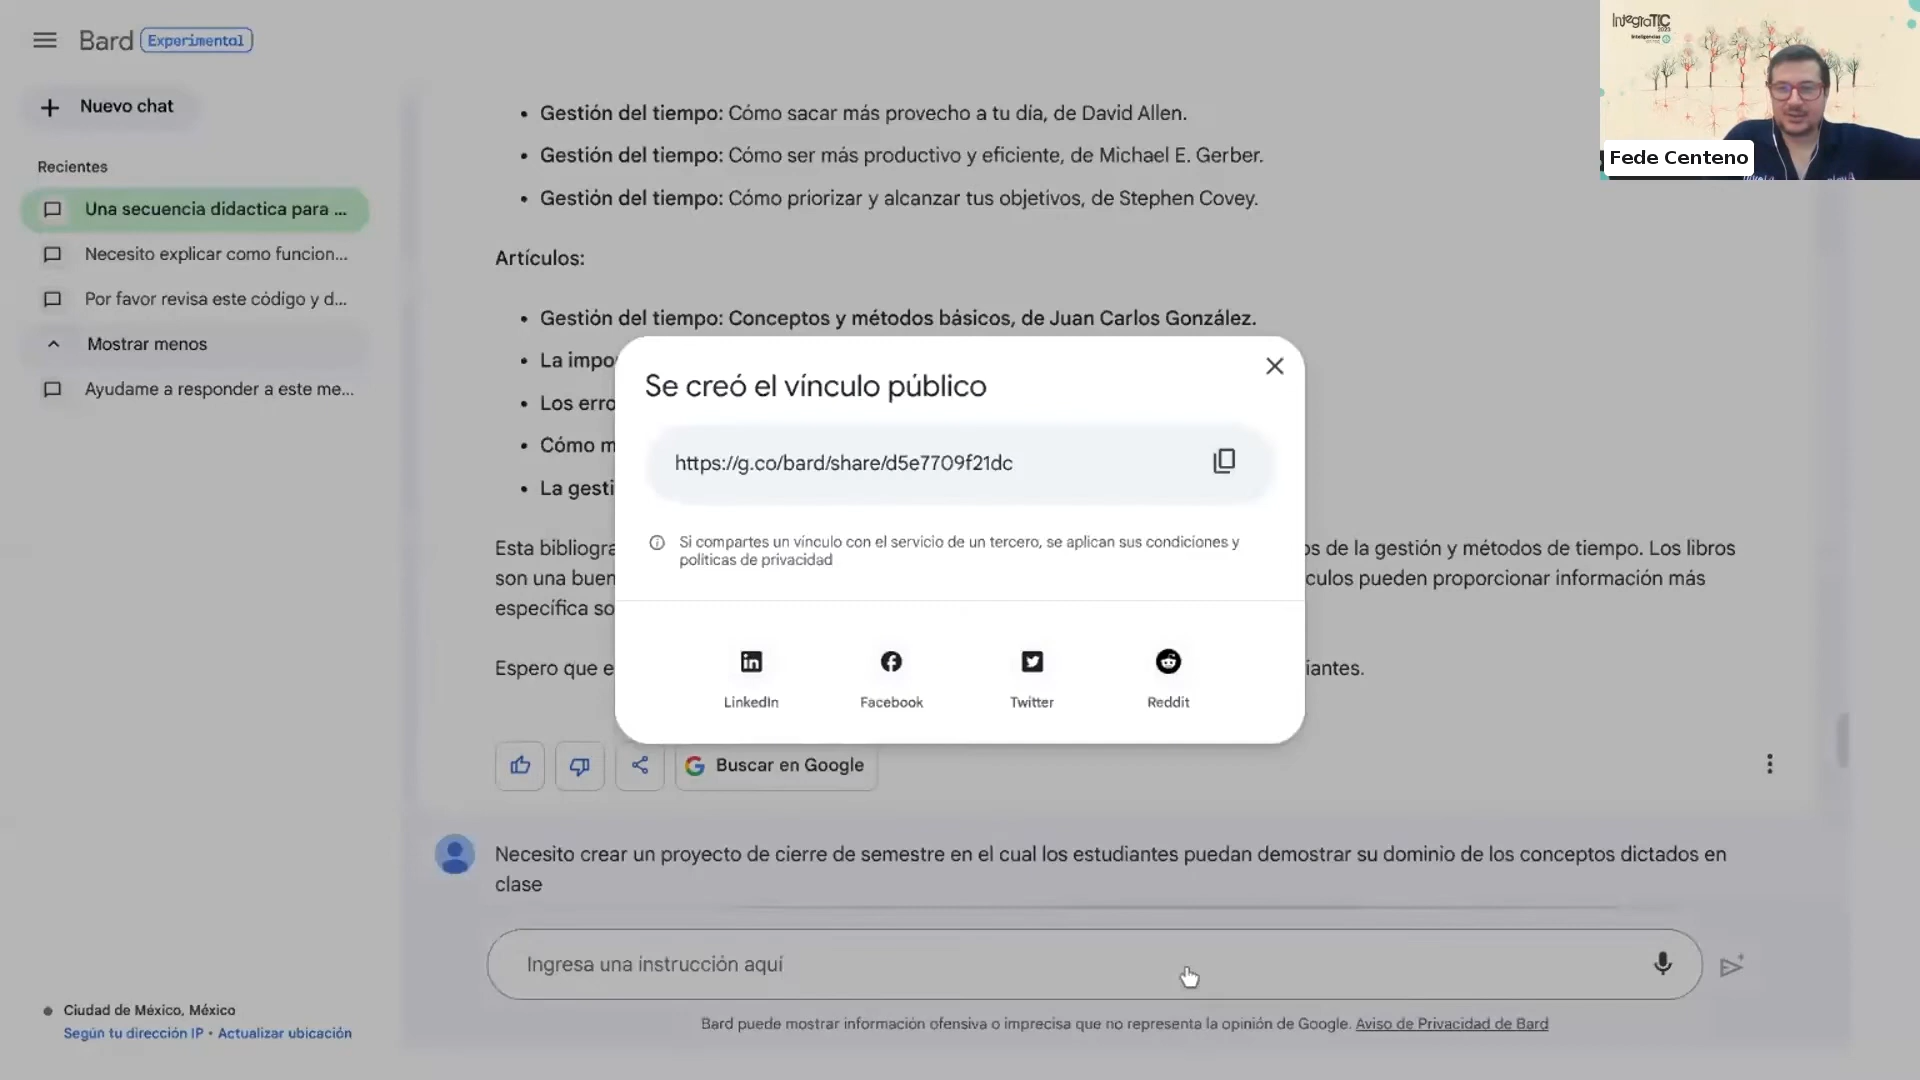 Bard Experimental
Nuevo chat
Recientes
Una secuencia didactica para ...
Necesito explicar como funcion...
Por favor revisa este código y d...
Mostrar menos
Ayudame a responder a este me...
Ciudad de México, México
Según tu dirección IP • Actualizar ubicación
• Gestión del tiempo: Cómo sacar más provecho a tu día, de David Allen.
• Gestión del tiempo: Cómo ser más productivo y eficiente, de Michael E. Gerber.
• Gestión del tiempo: Cómo priorizar y alcanzar tus objetivos, de Stephen Covey.
Artículos:
• Gestión del tiempo: Conceptos y métodos básicos, de Juan Carlos González.
• La impo
• Los erro
• Cómo m
• La gesti
Esta bibliogra os de la gestión y métodos de tiempo. Los libros
son una buen culos pueden proporcionar información más
específica so
Espero que e iantes.
Se creó el vínculo público
https://g.co/bard/share/d5e7709f21dc
Si compartes un vínculo con el servicio de un tercero, se aplican sus condiciones y
políticas de privacidad
LinkedIn
Facebook
Twitter
Reddit
Buscar en Google
Necesito crear un proyecto de cierre de semestre en el cual los estudiantes puedan demostrar su dominio de los conceptos dictados en
clase
Ingresa una instrucción aquí
Bard puede mostrar información ofensiva o imprecisa que no representa la opinión de Google. Aviso de Privacidad de Bard
IntegraTIC
2023
Inteligencias
Fede Centeno